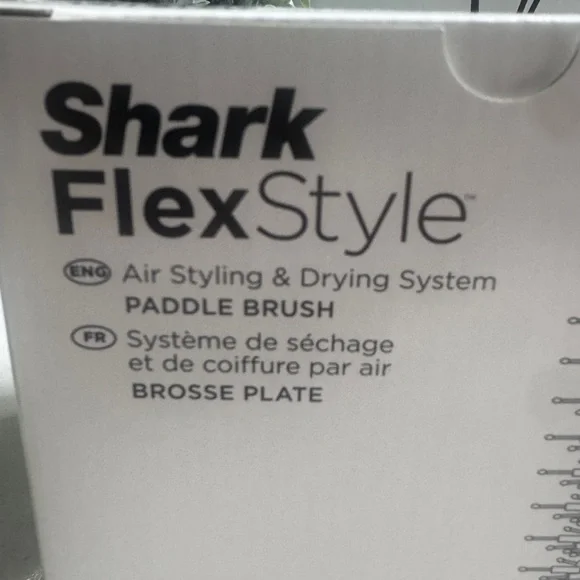 Shark
FlexStyle™
ENG Air Styling & Drying System
PADDLE BRUSH
FR Système de séchage
et de coiffure par air
BROSSE PLATE